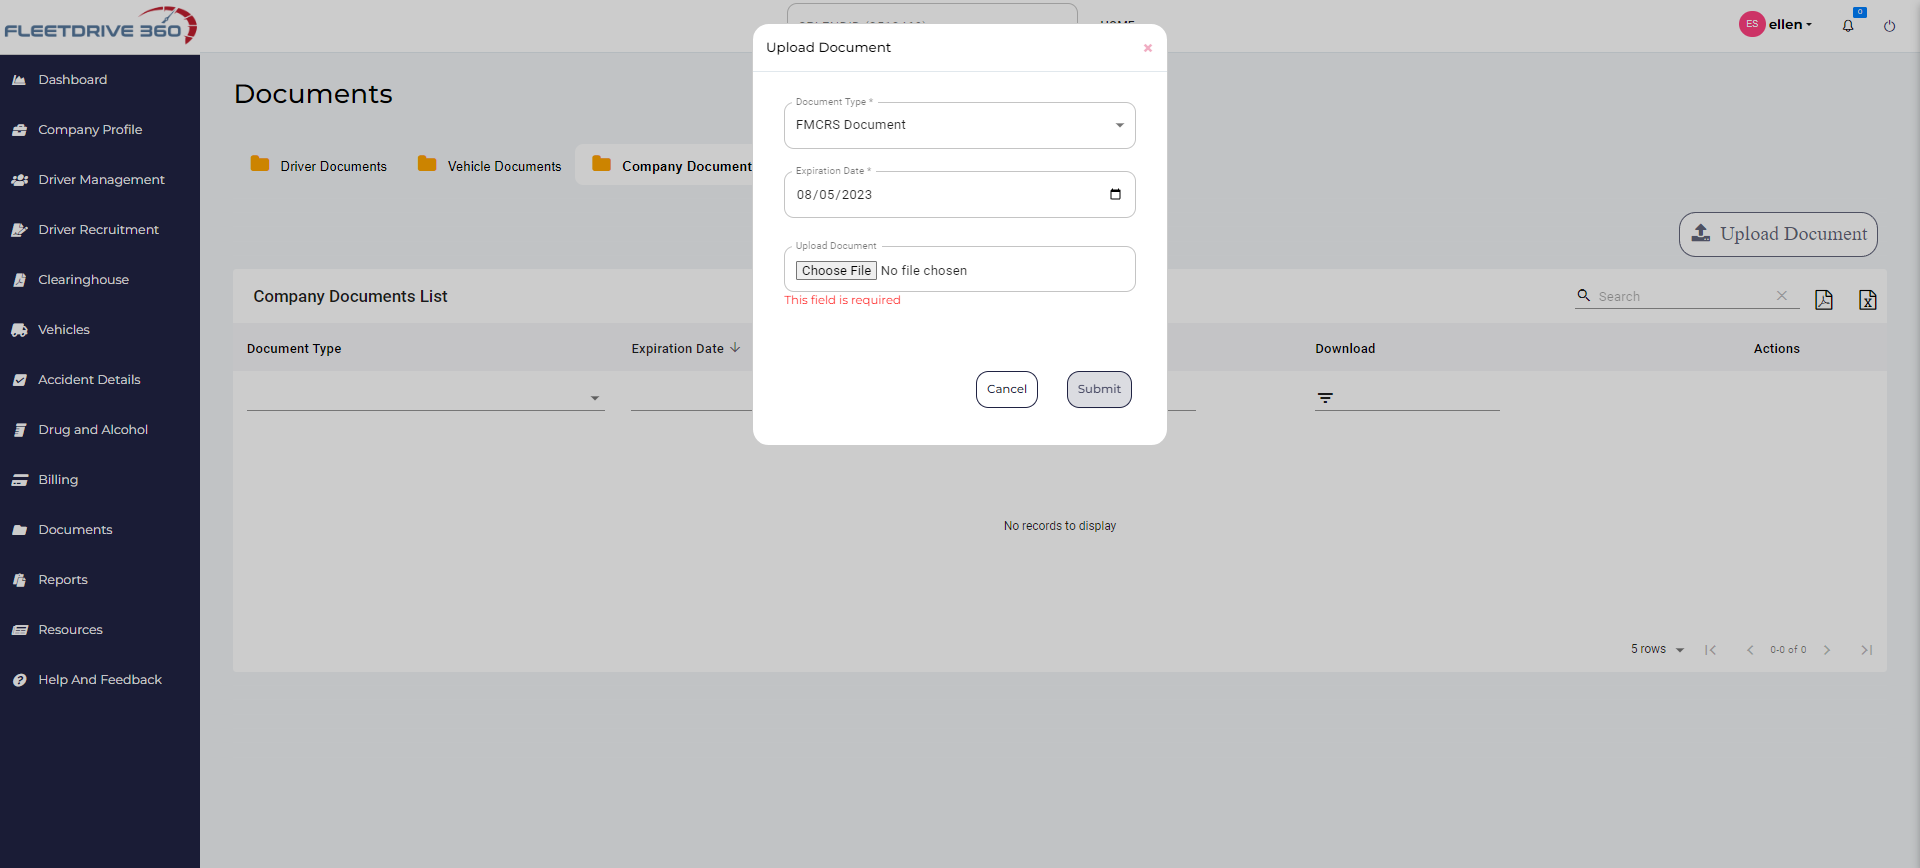 FLEETDRIVE 360
ES ellen
0
Dashboard
Company Profile
Driver Management
Driver Recruitment
Clearinghouse
Vehicles
Accident Details
Drug and Alcohol
Billing
Documents
Reports
Resources
Help And Feedback
Documents
Driver Documents
Vehicle Documents
Company Document
Upload Document
Company Documents List
Search
Document Type
Expiration Date
Download
Actions
No records to display
5 rows
0-0 of 0
Upload Document
Document Type *
FMCRS Document
Expiration Date *
08/05/2023
Upload Document
Choose File No file chosen
This field is required
Cancel
Submit